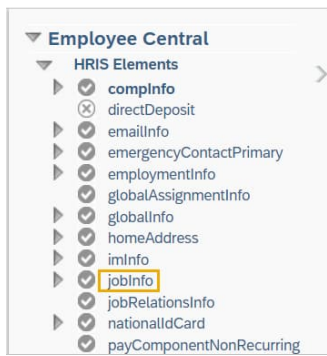 Employee Central
HRIS Elements
compInfo
directDeposit
emailInfo
emergencyContactPrimary
employmentInfo
globalAssignmentInfo
globalInfo
homeAddress
imInfo
jobInfo
jobRelationsInfo
nationalIdCard
payComponentNonRecurring